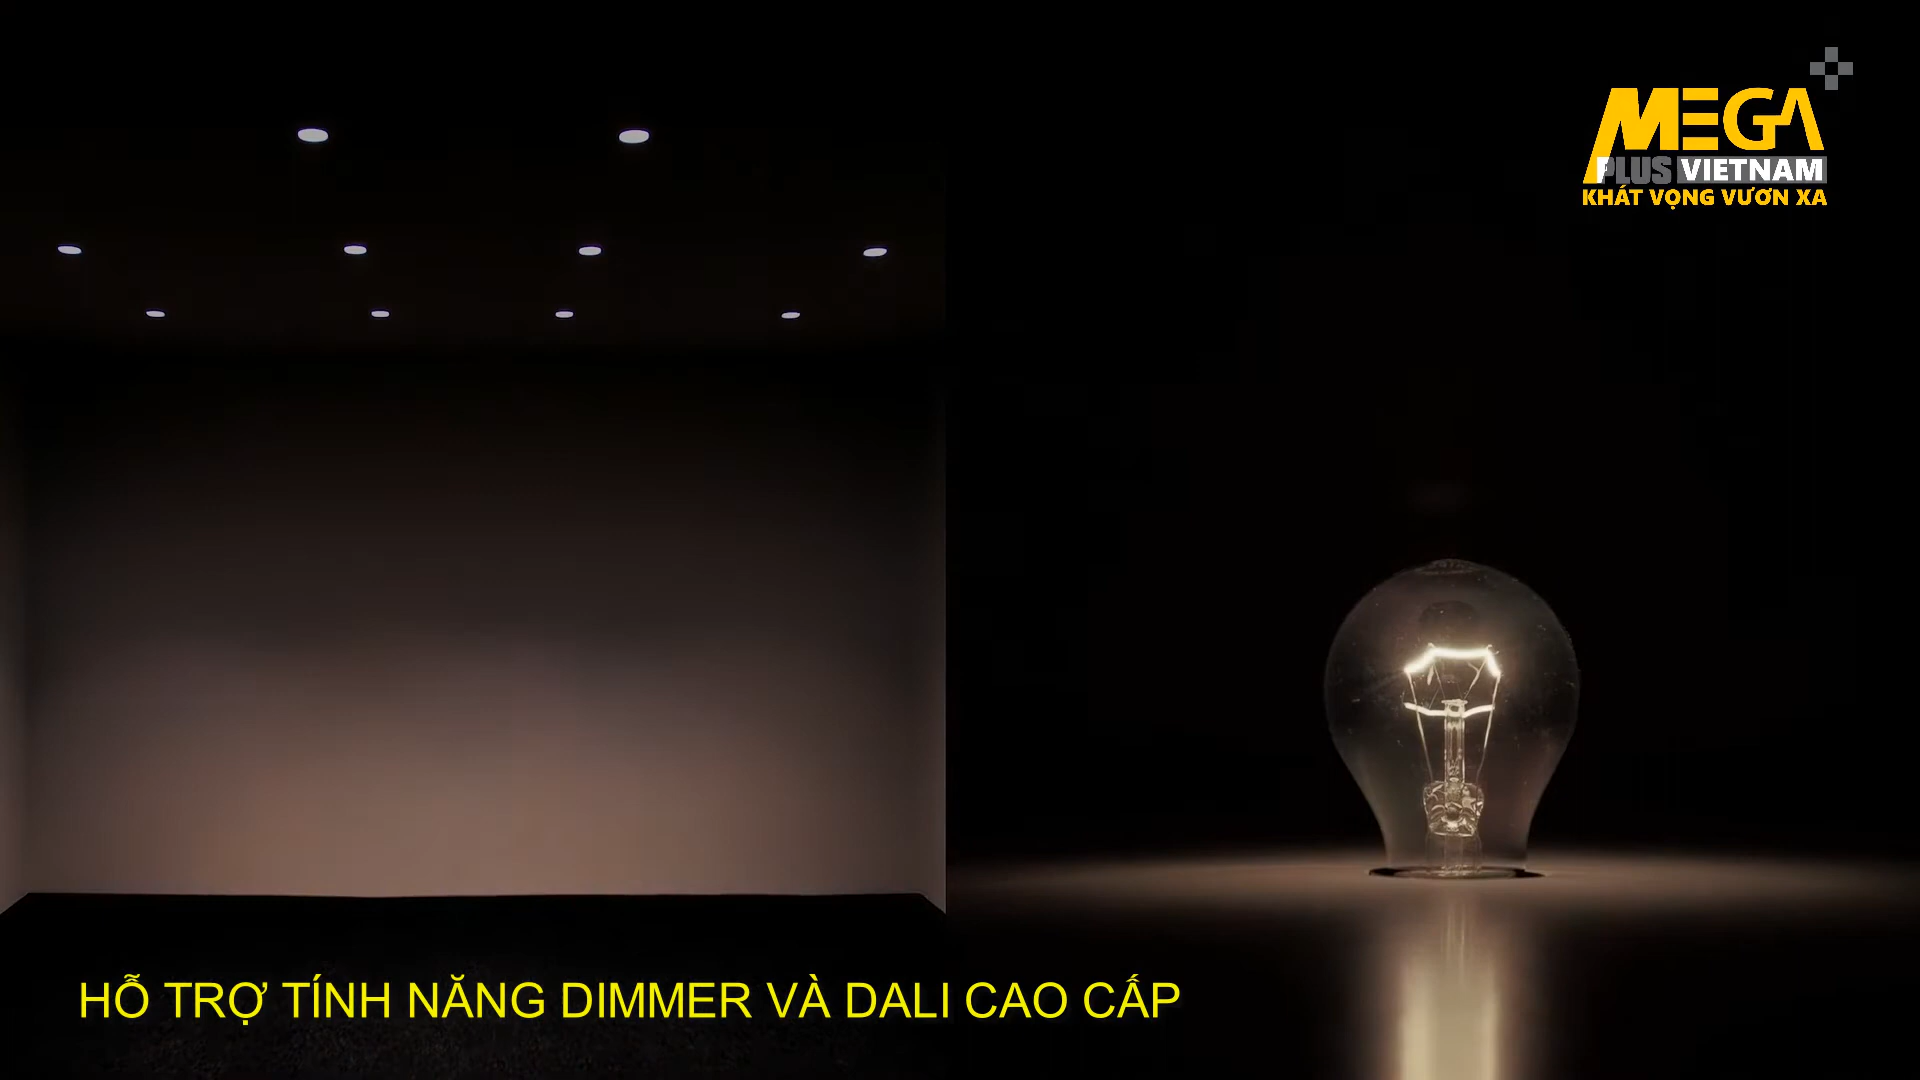 MEGA
PLUS VIETNAM
KHÁT VỌNG VƯƠN XA
HỖ TRỢ TÍNH NĂNG DIMMER VÀ DALI CAO CẤP